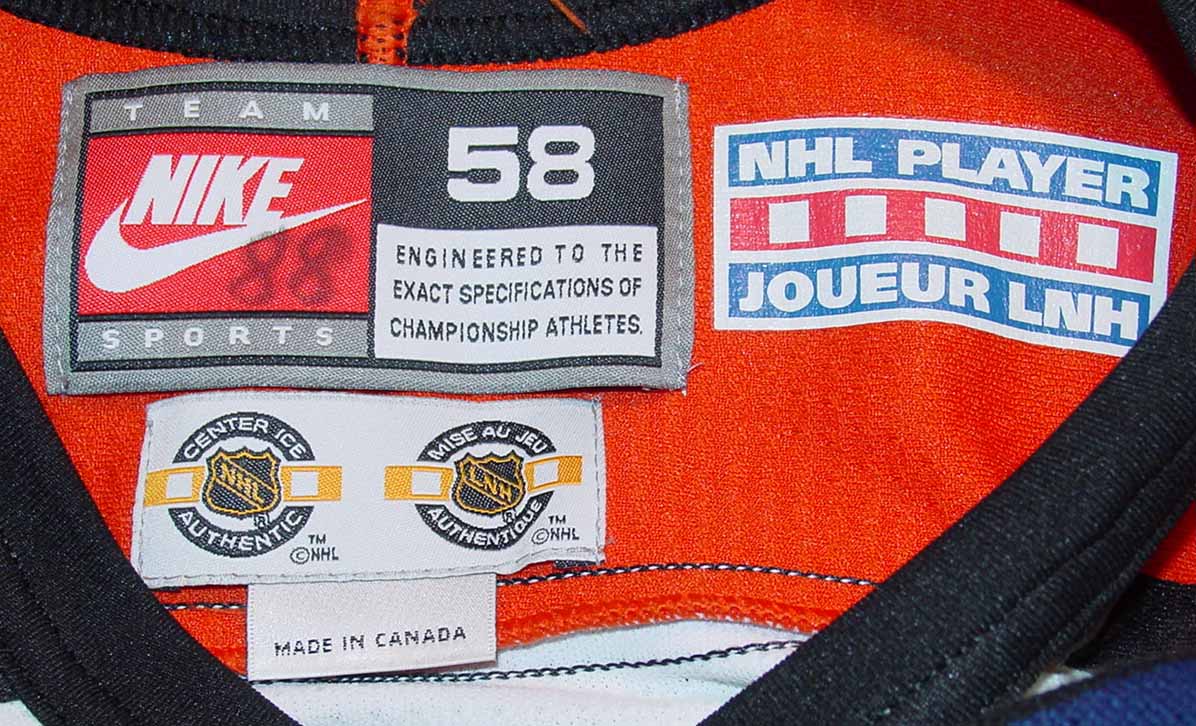 TEAM
NIKE
88
SPORTS
58
ENGINEERED TO THE
EXACT SPECIFICATIONS OF
CHAMPIONSHIP ATHLETES.
NHL PLAYER
JOUEUR LNH
CENTER ICE
NHL
®
AUTHENTIC
TM
©NHL
MISE AU JEU
LNH
®
AUTHENTIQUE
TM
©NHL
MADE IN CANADA